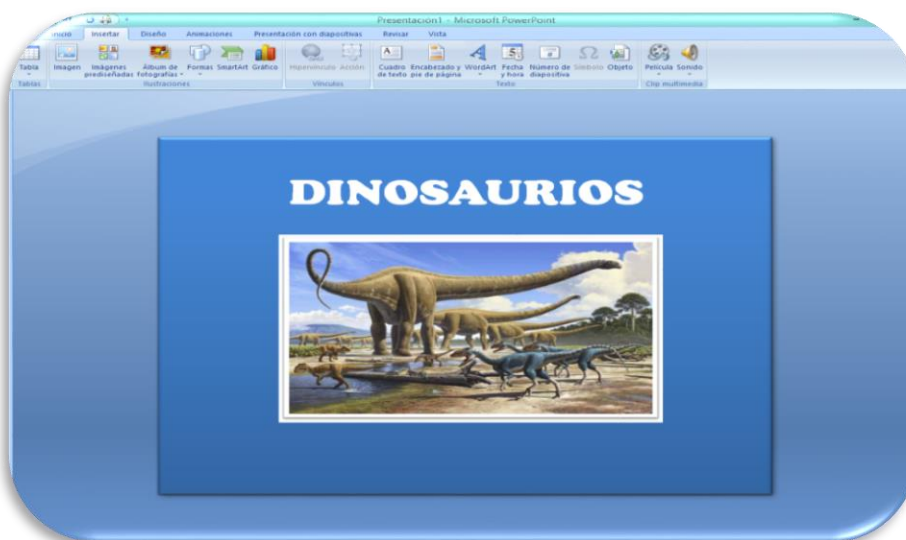 Presentación1 - Microsoft PowerPoint
Inicio Insertar Diseño Animaciones Presentación con diapositivas Revisar Vista
Tabla Imagen Imágenes prediseñadas Álbum de fotografías Formas SmartArt Gráfico Hipervínculo Acción Cuadro de texto Encabezado y pie de página WordArt Fecha y hora Número de diapositiva Símbolo Objeto Película Sonido
Tablas Ilustraciones Vínculos Texto Clip multimedia
DINOSAURIOS